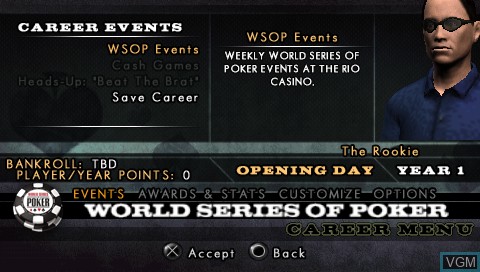 CAREER EVENTS
WSOP Events
Cash Games
Heads-Up: "Beat The Brat"
Save Career
WSOP Events
WEEKLY WORLD SERIES OF
POKER EVENTS AT THE RIO
CASINO.
The Rookie
BANKROLL: TBD
PLAYER/YEAR POINTS: 0
OPENING DAY
YEAR 1
EVENTS AWARDS & STATS CUSTOMIZE OPTIONS
WORLD SERIES OF POKER
WORLD SERIES
POKER
CAREER MENU
Accept
Back
VGM